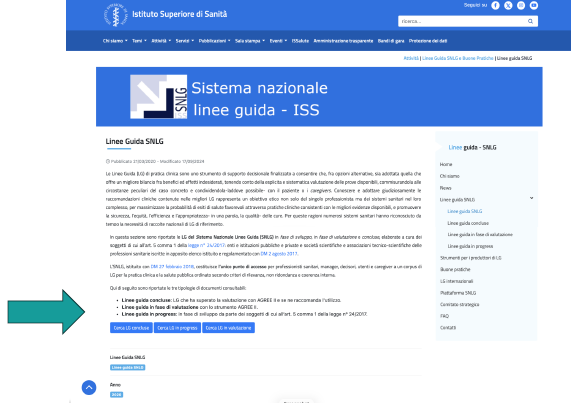 Seguici su
Istituto Superiore di Sanità
ricerca...
Chi siamo Temi Attività Servizi Pubblicazioni Sala stampa Eventi ISSalute Amministrazione trasparente Bandi di gara Protezione dei dati
Attività | Linee Guida SNLG e Buone Pratiche | Linee guida SNLG
SNLG
Sistema nazionale
linee guida - ISS
Linee Guida SNLG
Pubblicato 27/03/2020 - Modificato 17/09/2024
Le Linee Guida (LG) di pratica clinica sono uno strumento di supporto decisionale finalizzato a consentire che, fra opzioni alternative, sia adottata quella che
offre un migliore bilancio fra benefici ed effetti indesiderati, tenendo conto della esplicita e sistematica valutazione delle prove disponibili, commisurandola alle
circostanze peculiari del caso concreto e condividendola-laddove possibile- con il paziente o i caregivers. Conoscere e adottare giudiziosamente le
raccomandazioni cliniche contenute nelle migliori LG rappresenta un obiettivo etico non solo del singolo professionista ma dei sistemi sanitari nel loro
complesso, per massimizzare la probabilità di esiti di salute favorevoli attraverso pratiche cliniche consistenti con le migliori evidenze disponibili, e promuovere
la sicurezza, l'equità, l'efficienza e l'appropriatezza- in una parola, la qualità- delle cure. Per queste ragioni numerosi sistemi sanitari hanno riconosciuto da
tempo la necessità di raccolte nazionali di LG di riferimento.
In questa sezione sono riportate le LG del Sistema Nazionale Linee Guida (SNLG) in fase di sviluppo, in fase di valutazione e concluse, elaborate a cura dei
soggetti di cui all'art. 5 comma 1 della legge n° 24/2017: enti e istituzioni pubbliche e private e società scientifiche e associazioni tecnico-scientifiche delle
professioni sanitarie iscritte in apposito elenco istituito e regolamentato con DM 2 agosto 2017.
L'SNLG, istituito con DM 27 febbraio 2018, costituisce l'unico punto di accesso per professionisti sanitari, manager, decisori, utenti e caregiver a un corpus di
LG per la pratica clinica e la salute pubblica ordinato secondo criteri di rilevanza, non ridondanza e coerenza interna.
Qui di seguito sono riportate le tre tipologie di documenti consultabili:
• Linee guida concluse: LG che ha superato la valutazione con AGREE II e se ne raccomanda l'utilizzo.
• Linee guida in fase di valutazione con lo strumento AGREE II.
• Linee guida in progress: in fase di sviluppo da parte dei soggetti di cui all'art. 5 comma 1 della legge n° 24/2017.
Cerca LG concluse Cerca LG in progress Cerca LG in valutazione
Linee Guida SNLG
Linee guida SNLG
Anno
Linee guida - SNLG
Home
Chi siamo
News
Linee guida SNLG
Linee guida SNLG
Linee guida concluse
Linee guida in fase di valutazione
Linee guida in progress
Strumenti per i produttori di LG
Buone pratiche
LG internazionali
Piattaforma SNLG
Comitato strategico
FAQ
Contatti